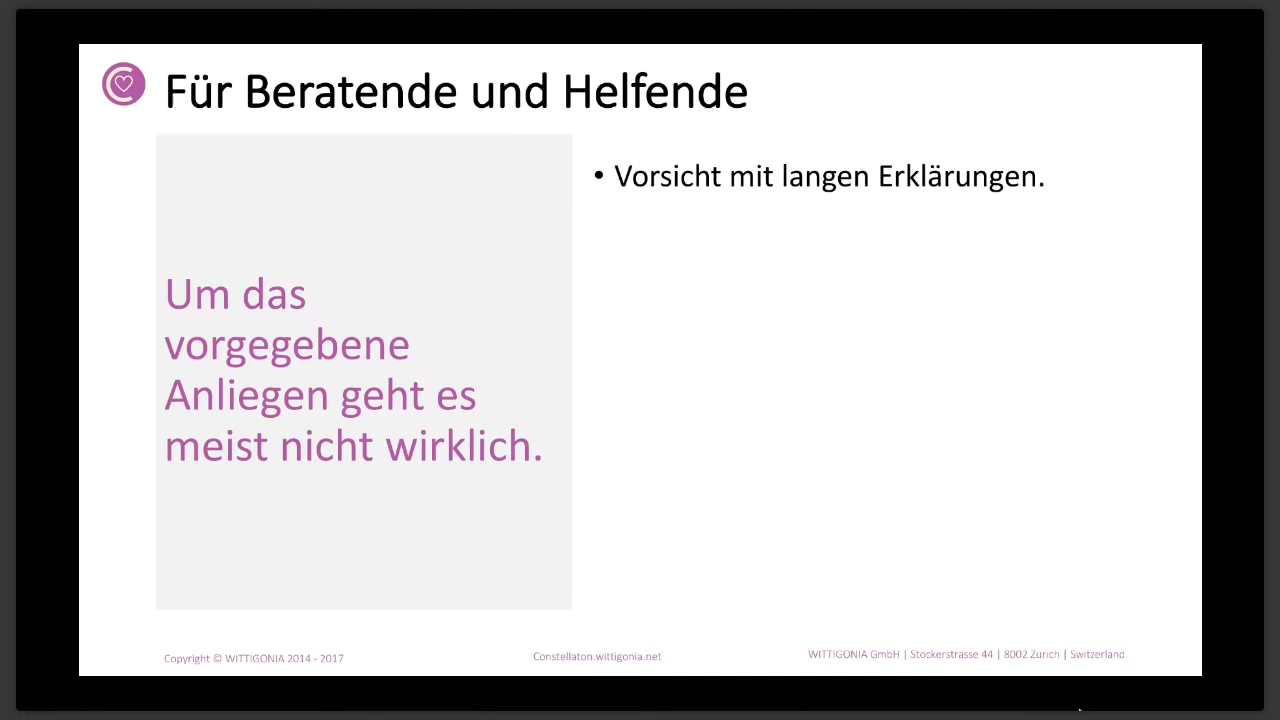 Für Beratende und Helfende
Um das
vorgegebene
Anliegen geht es
meist nicht wirklich.
• Vorsicht mit langen Erklärungen.
Copyright © WITTIGONIA 2014 - 2017
Constellaton.wittigonia.net
WITTIGONIA GmbH | Stockerstrasse 44 | 8002 Zurich | Switzerland